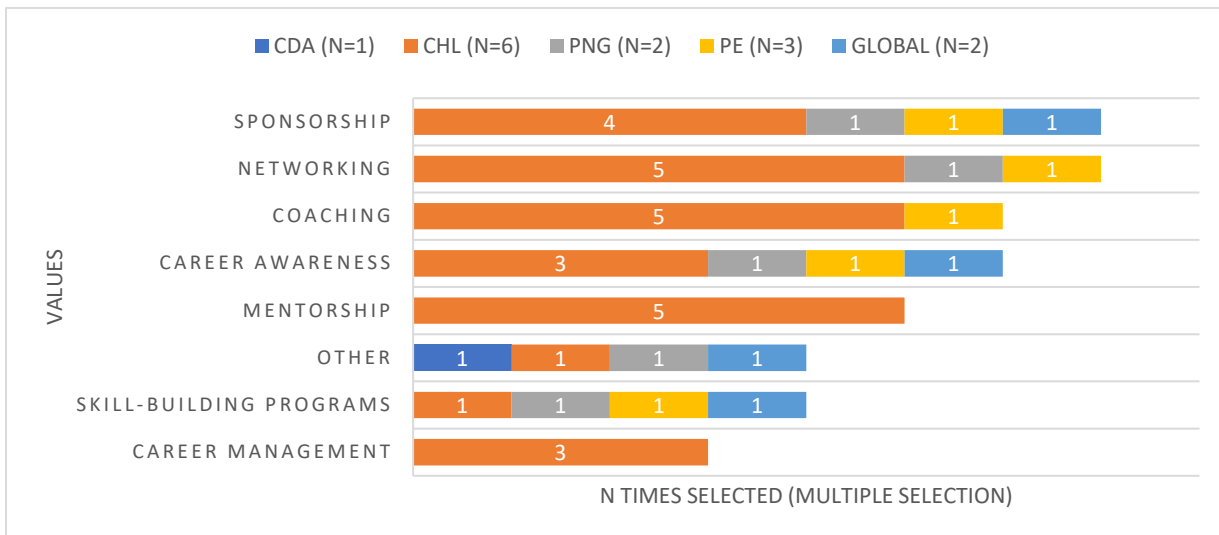 CDA (N=1) CHL (N=6) PNG (N=2) PE (N=3) GLOBAL (N=2)
VALUES
SPONSORSHIP 4 1 1 1
NETWORKING 5 1 1
COACHING 5 1
CAREER AWARENESS 3 1 1 1
MENTORSHIP 5
OTHER 1 1 1 1
SKILL-BUILDING PROGRAMS 1 1 1 1
CAREER MANAGEMENT 3
N TIMES SELECTED (MULTIPLE SELECTION)